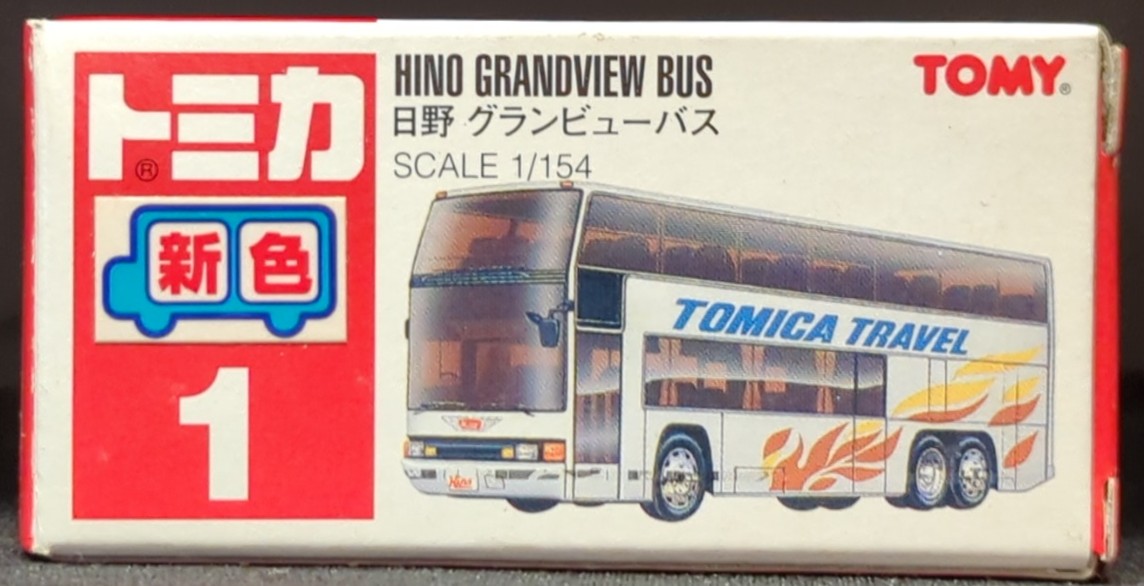 トミカ
®
新色
1
HINO GRANDVIEW BUS
日野 グランビューバス
SCALE 1/154
TOMY®
TOMICA TRAVEL